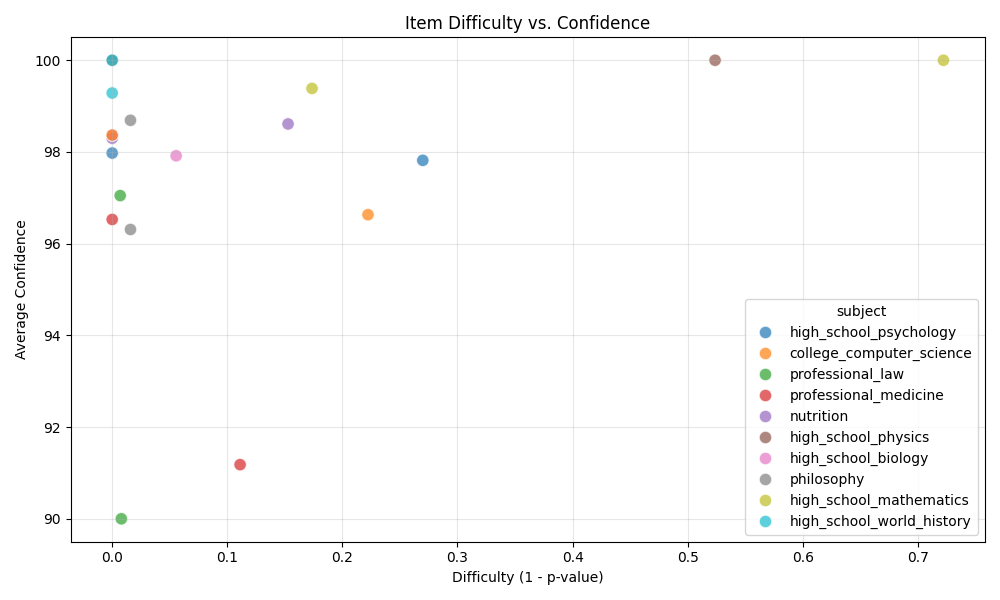 Item Difficulty vs. Confidence
100
98
96
94
92
90
Average Confidence
0.0 0.1 0.2 0.3 0.4 0.5 0.6 0.7
Difficulty (1 - p-value)
subject
high_school_psychology
college_computer_science
professional_law
professional_medicine
nutrition
high_school_physics
high_school_biology
philosophy
high_school_mathematics
high_school_world_history